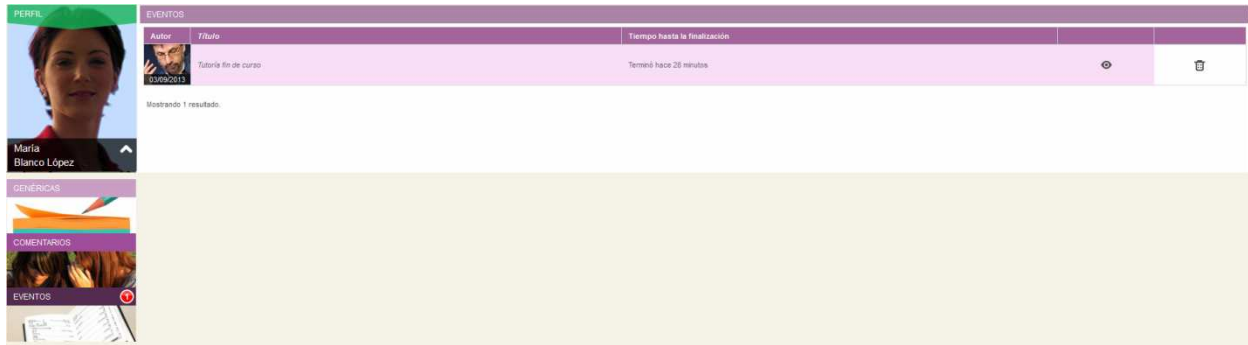 PERFIL
EVENTOS
Autor Título Tiempo hasta la finalización
Tutoría fin de curso Terminó hace 28 minutos
03/09/2013
Mostrando 1 resultado.
María
Blanco López
GENÉRICAS
COMENTARIOS
EVENTOS 1